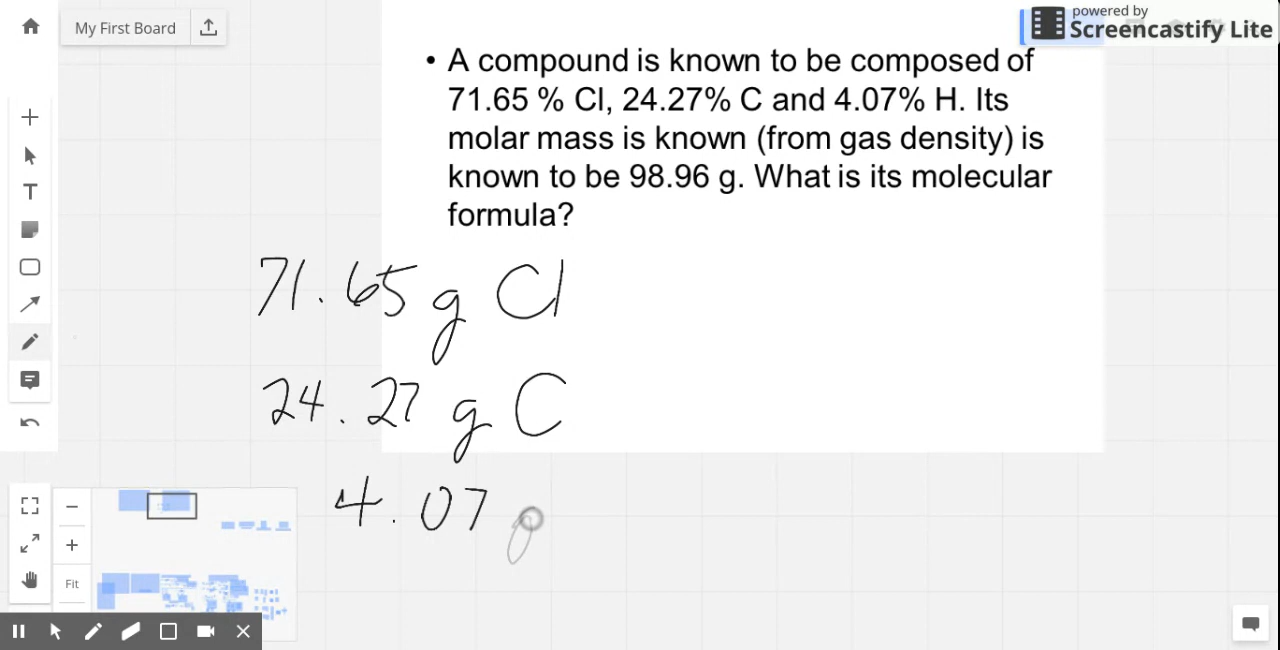 My First Board
powered by
Screencastify Lite
• A compound is known to be composed of
71.65 % Cl, 24.27% C and 4.07% H. Its
molar mass is known (from gas density) is
known to be 98.96 g. What is its molecular
formula?
71.65 g Cl
24.27 g C
4.07
T
Fit